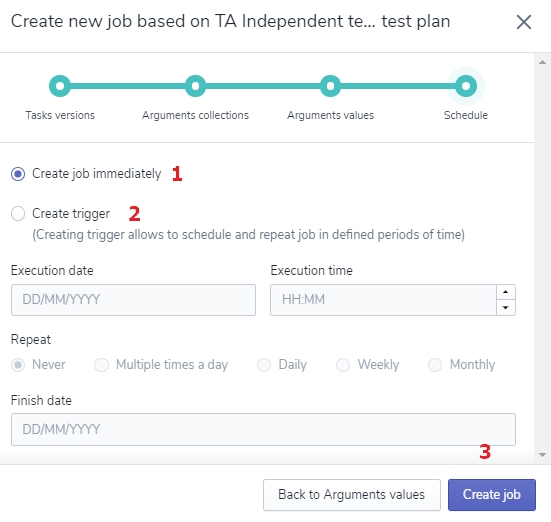 Create new job based on TA Independent te... test plan
Tasks versions
Arguments collections
Arguments values
Schedule
Create job immediately 1
Create trigger 2
(Creating trigger allows to schedule and repeat job in defined periods of time)
Execution date
Execution time
DD/MM/YYYY
HH:MM
Repeat
Never
Multiple times a day
Daily
Weekly
Monthly
Finish date
DD/MM/YYYY
3
Back to Arguments values
Create job